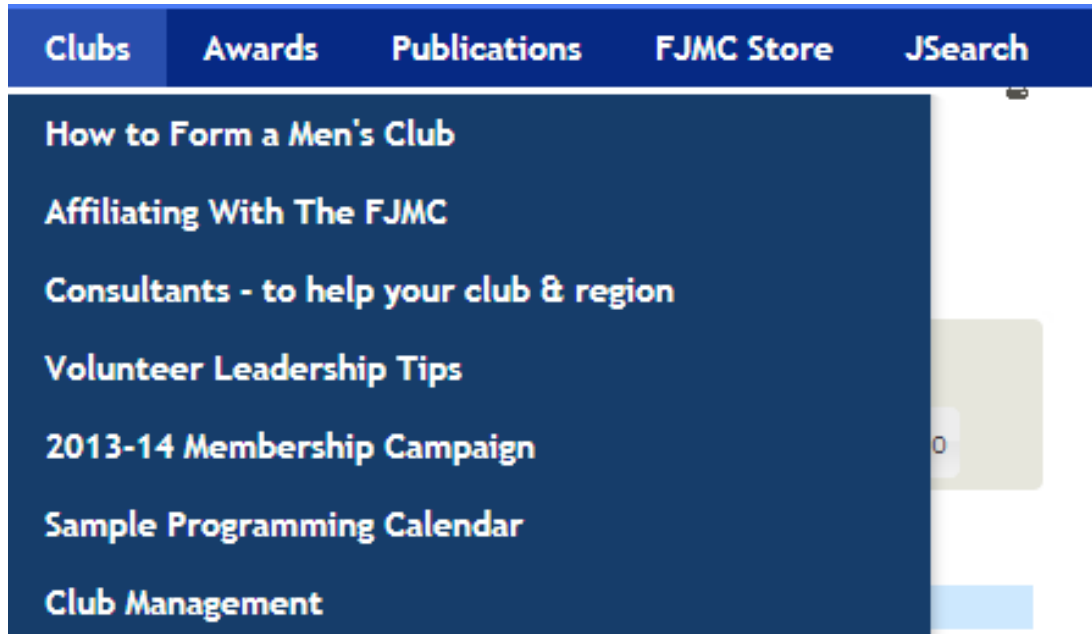 Clubs Awards Publications FJMC Store JSearch
How to Form a Men's Club
Affiliating With The FJMC
Consultants - to help your club & region
Volunteer Leadership Tips
2013-14 Membership Campaign
0
Sample Programming Calendar
Club Management